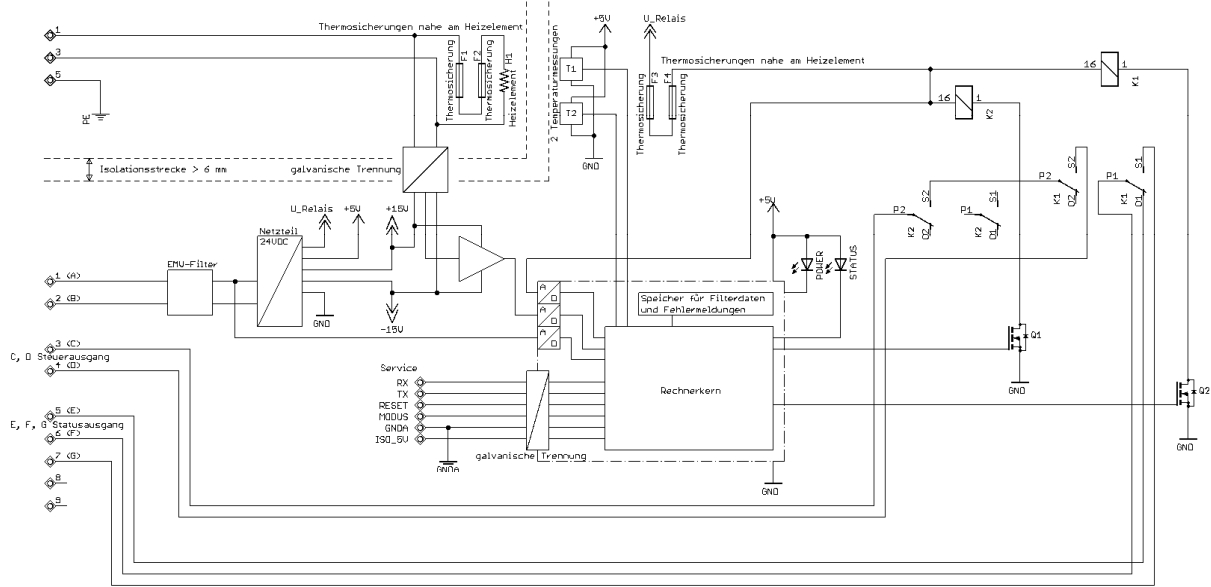 1
Thermosicherungen nahe am Heizelement
3
5
PE
Thermosicherung
F1
F2
Thermosicherung
H1
Heizelement
2 Temperaturmessungen
+5V
T1
T2
GND
U_Relais
Thermosicherungen nahe am Heizelement
Thermosicherung
F3
F4
Thermosicherung
16 1
K1
16 1
K2
Isolationsstrecke > 6 mm
galvanische Trennung
U_Relais
+5V
+15V
Netzteil
24VDC
EMV-Filter
GND
-15V
1 (A)
2 (B)
3 (C)
C, D Steuerausgang
4 (D)
5 (E)
E, F, G Statusausgang
6 (F)
7 (G)
8
9
+5V
POWER
STATUS
A
D
A
D
A
D
Speicher für Filterdaten
und Fehlermeldungen
Rechnerkern
Service
RX
TX
RESET
MODUS
GNDA
ISO_5V
GNDA
galvanische Trennung
GND
P2
S2
O2
K2
P1
S1
O1
K2
P2
S2
O2
K1
P1
S1
O1
K1
Q1
GND
Q2
GND